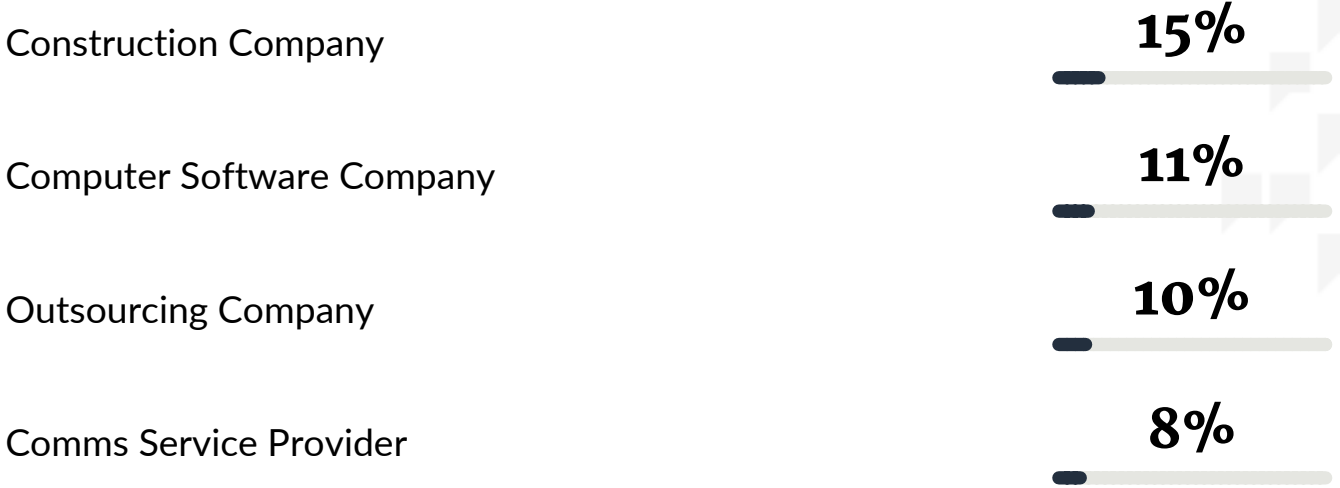 Construction Company 15%
Computer Software Company 11%
Outsourcing Company 10%
Comms Service Provider 8%